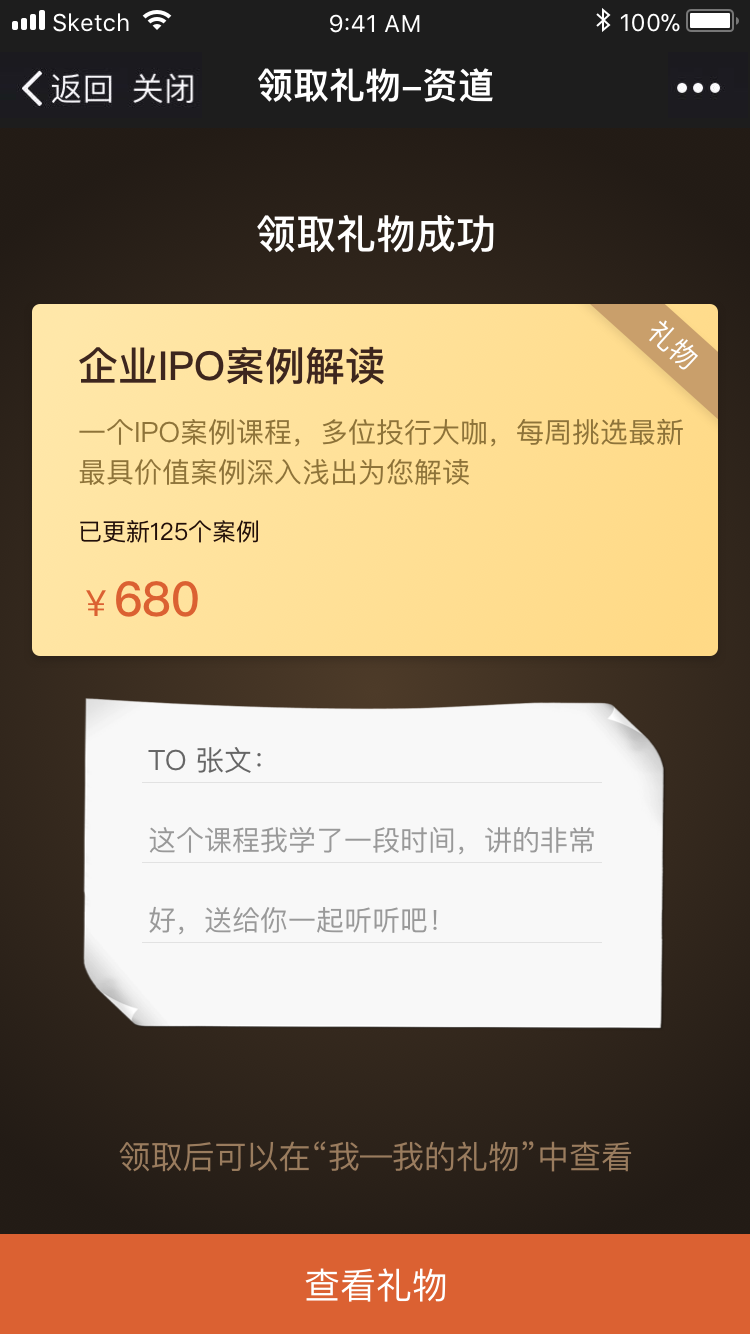 Sketch 9:41 AM 100%
返回 关闭 领取礼物–资道
领取礼物成功
礼物
企业IPO案例解读
一个IPO案例课程，多位投行大咖，每周挑选最新
最具价值案例深入浅出为您解读
已更新125个案例
¥ 680
TO 张文：
这个课程我学了一段时间，讲的非常
好，送给你一起听听吧！
领取后可以在“我—我的礼物”中查看
查看礼物